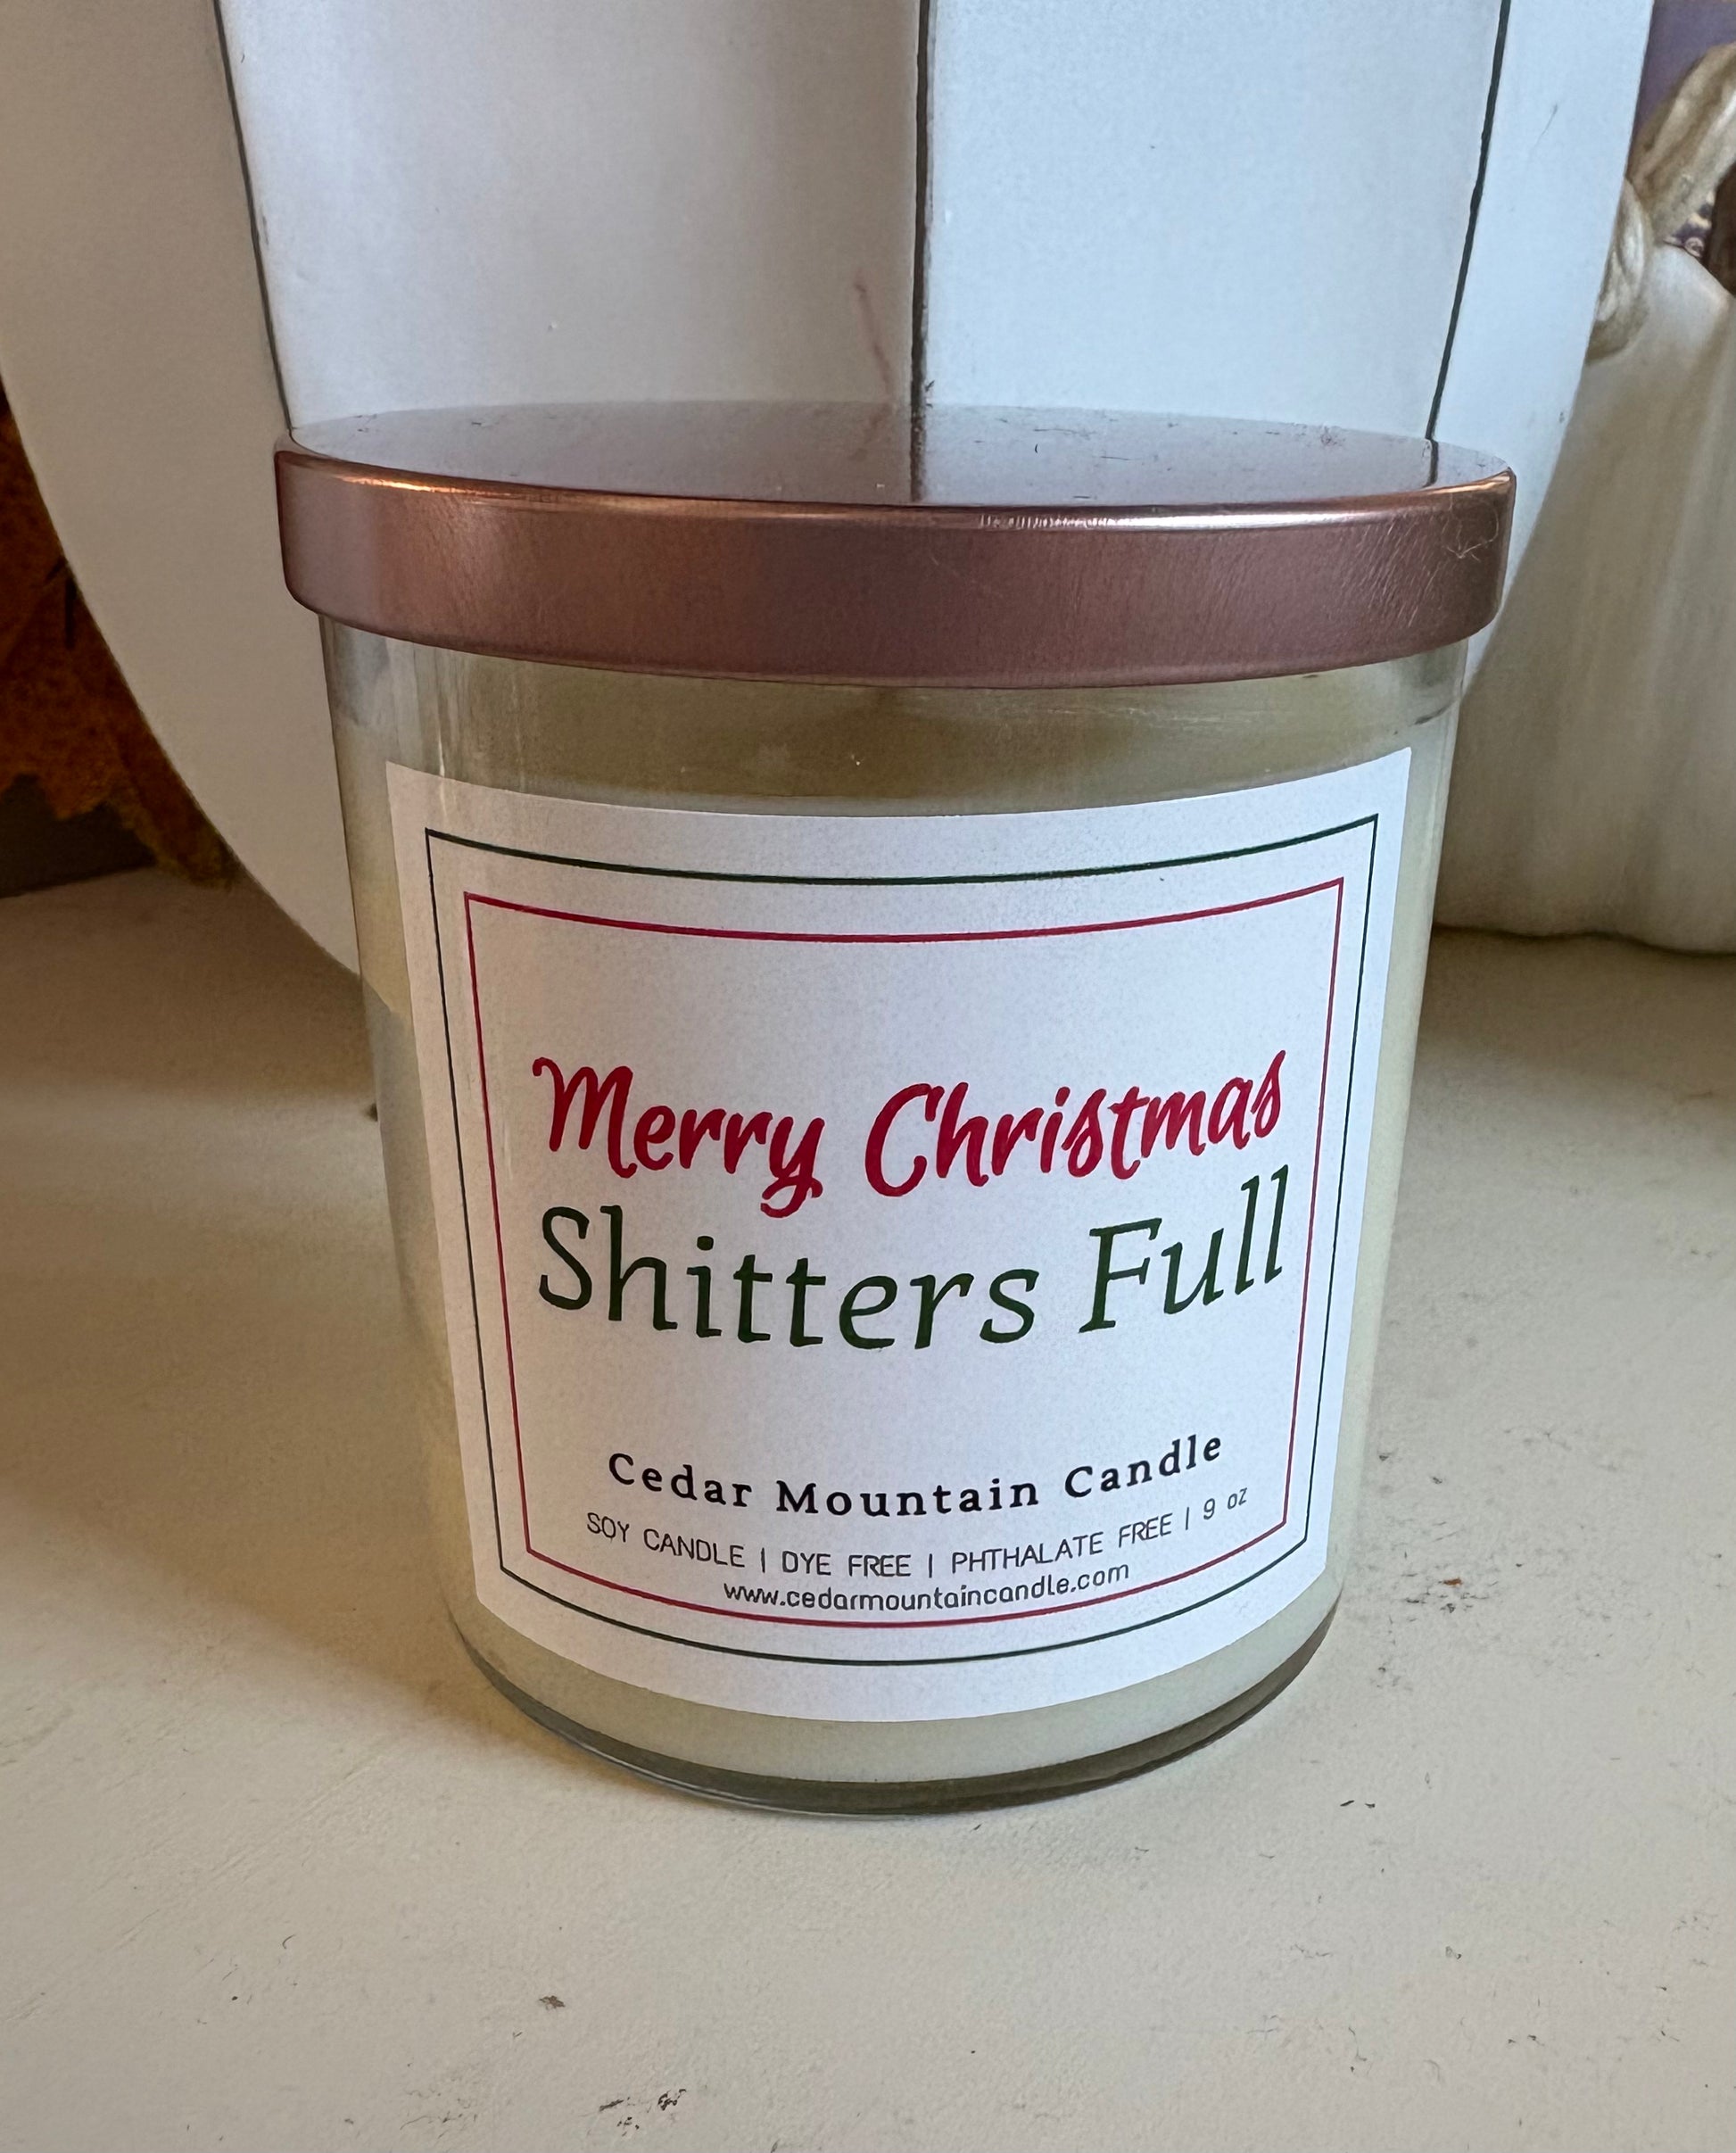 Merry Christmas
Shitters Full
Cedar Mountain Candle
SOY CANDLE | DYE FREE | PHTHALATE FREE | 9 oz
www.cedarmountaincandle.com